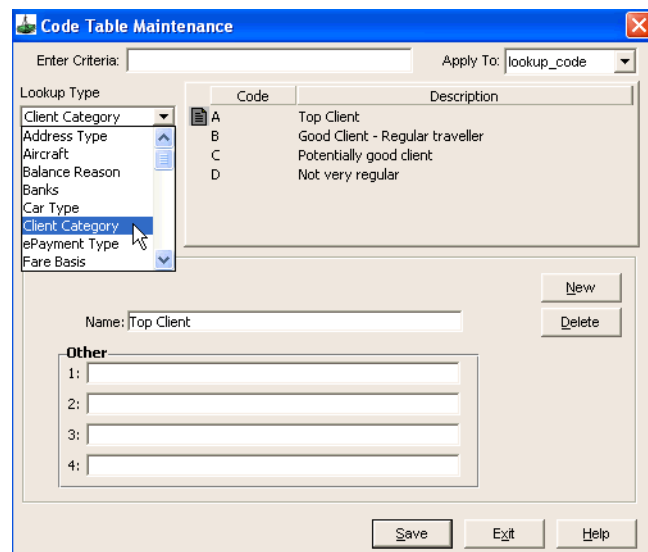 Code Table Maintenance
Enter Criteria:
Apply To: lookup_code
Lookup Type
Client Category
Address Type
Aircraft
Balance Reason
Banks
Car Type
Client Category
ePayment Type
Fare Basis
Code Description
A Top Client
B Good Client - Regular traveller
C Potentially good client
D Not very regular
New
Name: Top Client
Delete
Other
1:
2:
3:
4:
Save Exit Help